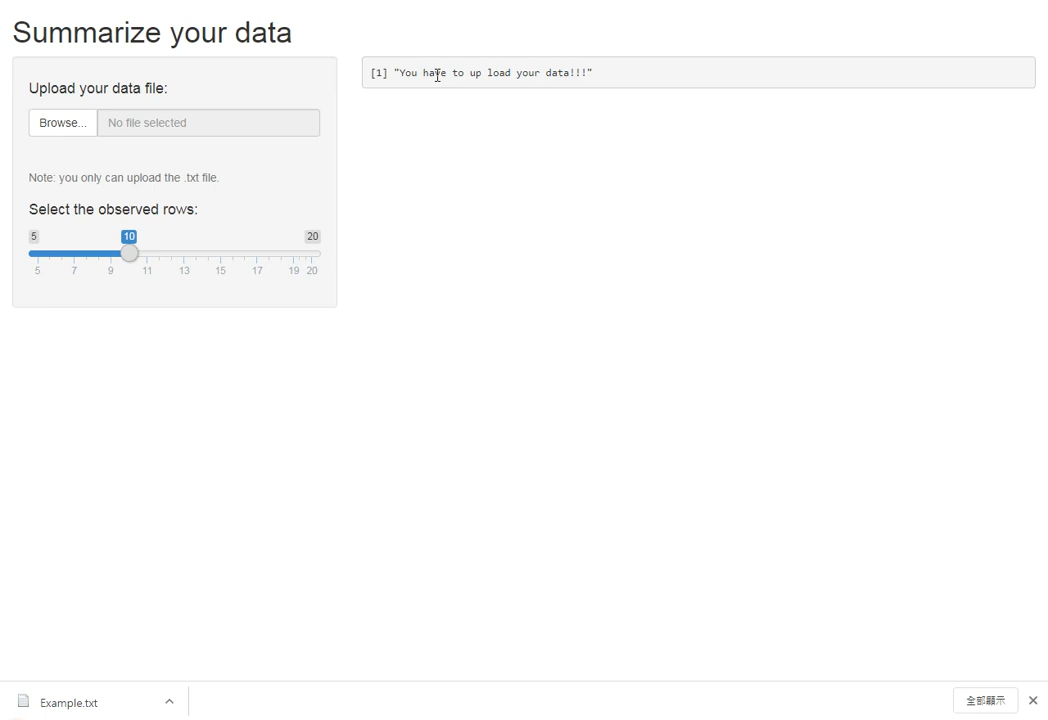 Summarize your data
Upload your data file:
Browse... No file selected
Note: you only can upload the .txt file.
Select the observed rows:
5 10 20
5 7 9 11 13 15 17 19 20
[1] "You have to up load your data!!!"
Example.txt
全部顯示